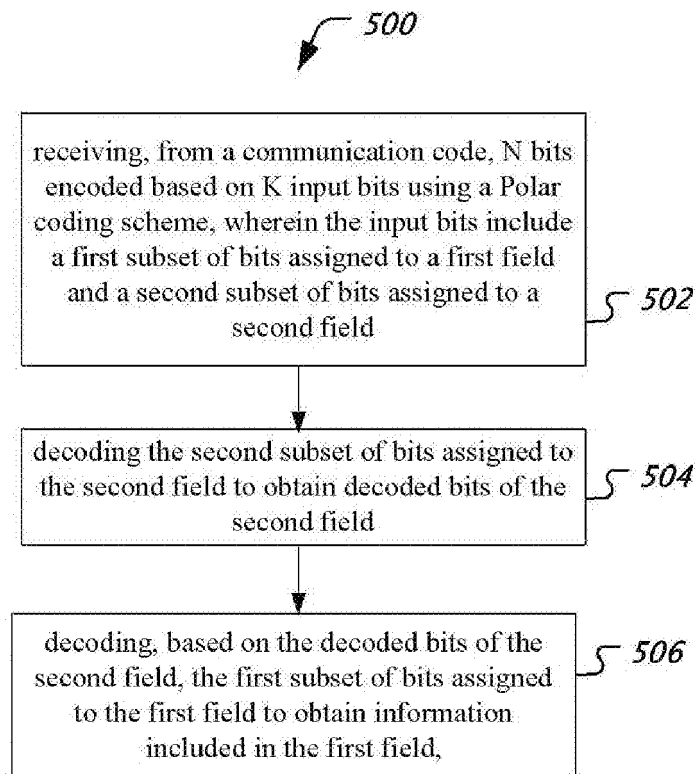 500
receiving, from a communication code, N bits
encoded based on K input bits using a Polar
coding scheme, wherein the input bits include
a first subset of bits assigned to a first field
and a second subset of bits assigned to a
second field
502
decoding the second subset of bits assigned to
the second field to obtain decoded bits of the
second field
504
decoding, based on the decoded bits of the
second field, the first subset of bits assigned
to the first field to obtain information
included in the first field,
506